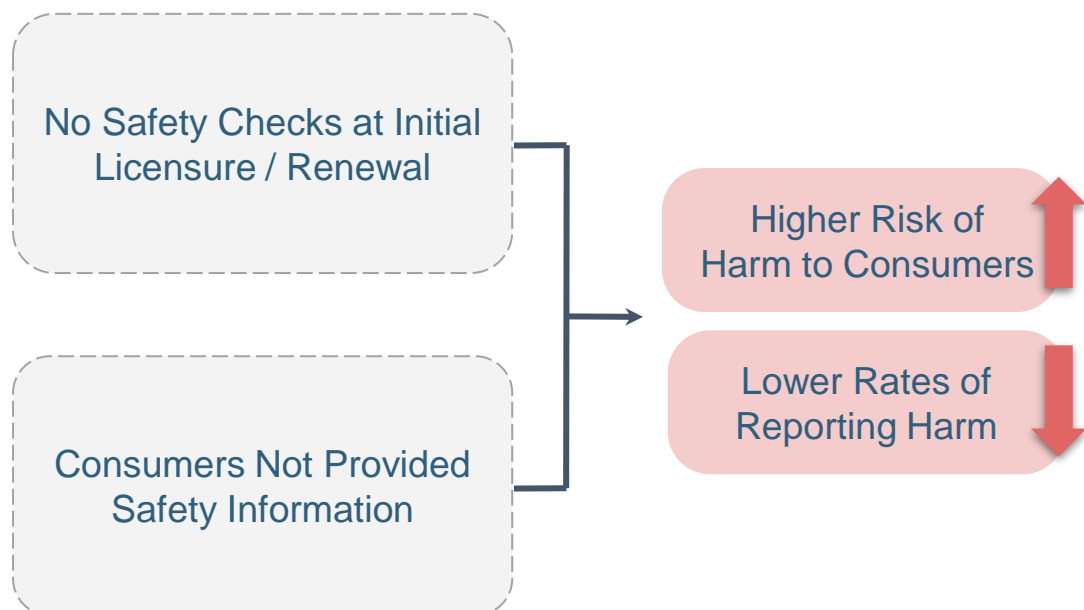 No Safety Checks at Initial
Licensure / Renewal
Higher Risk of
Harm to Consumers
Lower Rates of
Reporting Harm
Consumers Not Provided
Safety Information